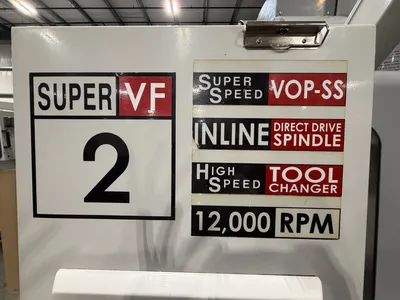 SUPER VF
2
SUPER SPEED VOP-SS
INLINE DIRECT DRIVE SPINDLE
HIGH SPEED TOOL CHANGER
12,000 RPM